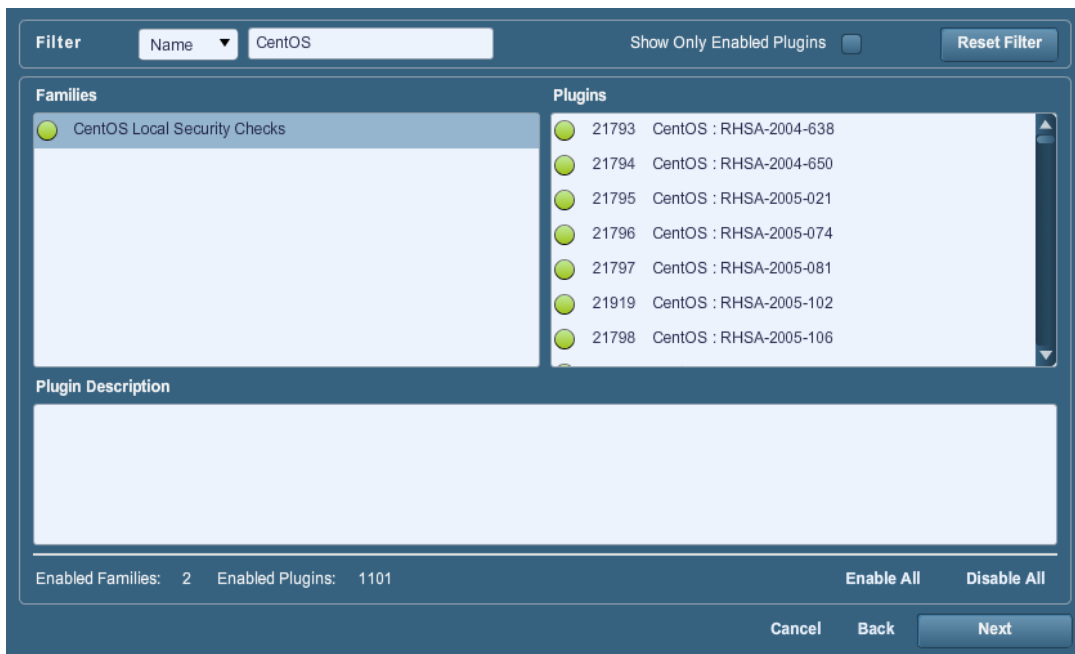 Filter Name CentOS Show Only Enabled Plugins Reset Filter
Families
CentOS Local Security Checks
Plugins
21793 CentOS : RHSA-2004-638
21794 CentOS : RHSA-2004-650
21795 CentOS : RHSA-2005-021
21796 CentOS : RHSA-2005-074
21797 CentOS : RHSA-2005-081
21919 CentOS : RHSA-2005-102
21798 CentOS : RHSA-2005-106
Plugin Description
Enabled Families: 2 Enabled Plugins: 1101 Enable All Disable All
Cancel Back Next